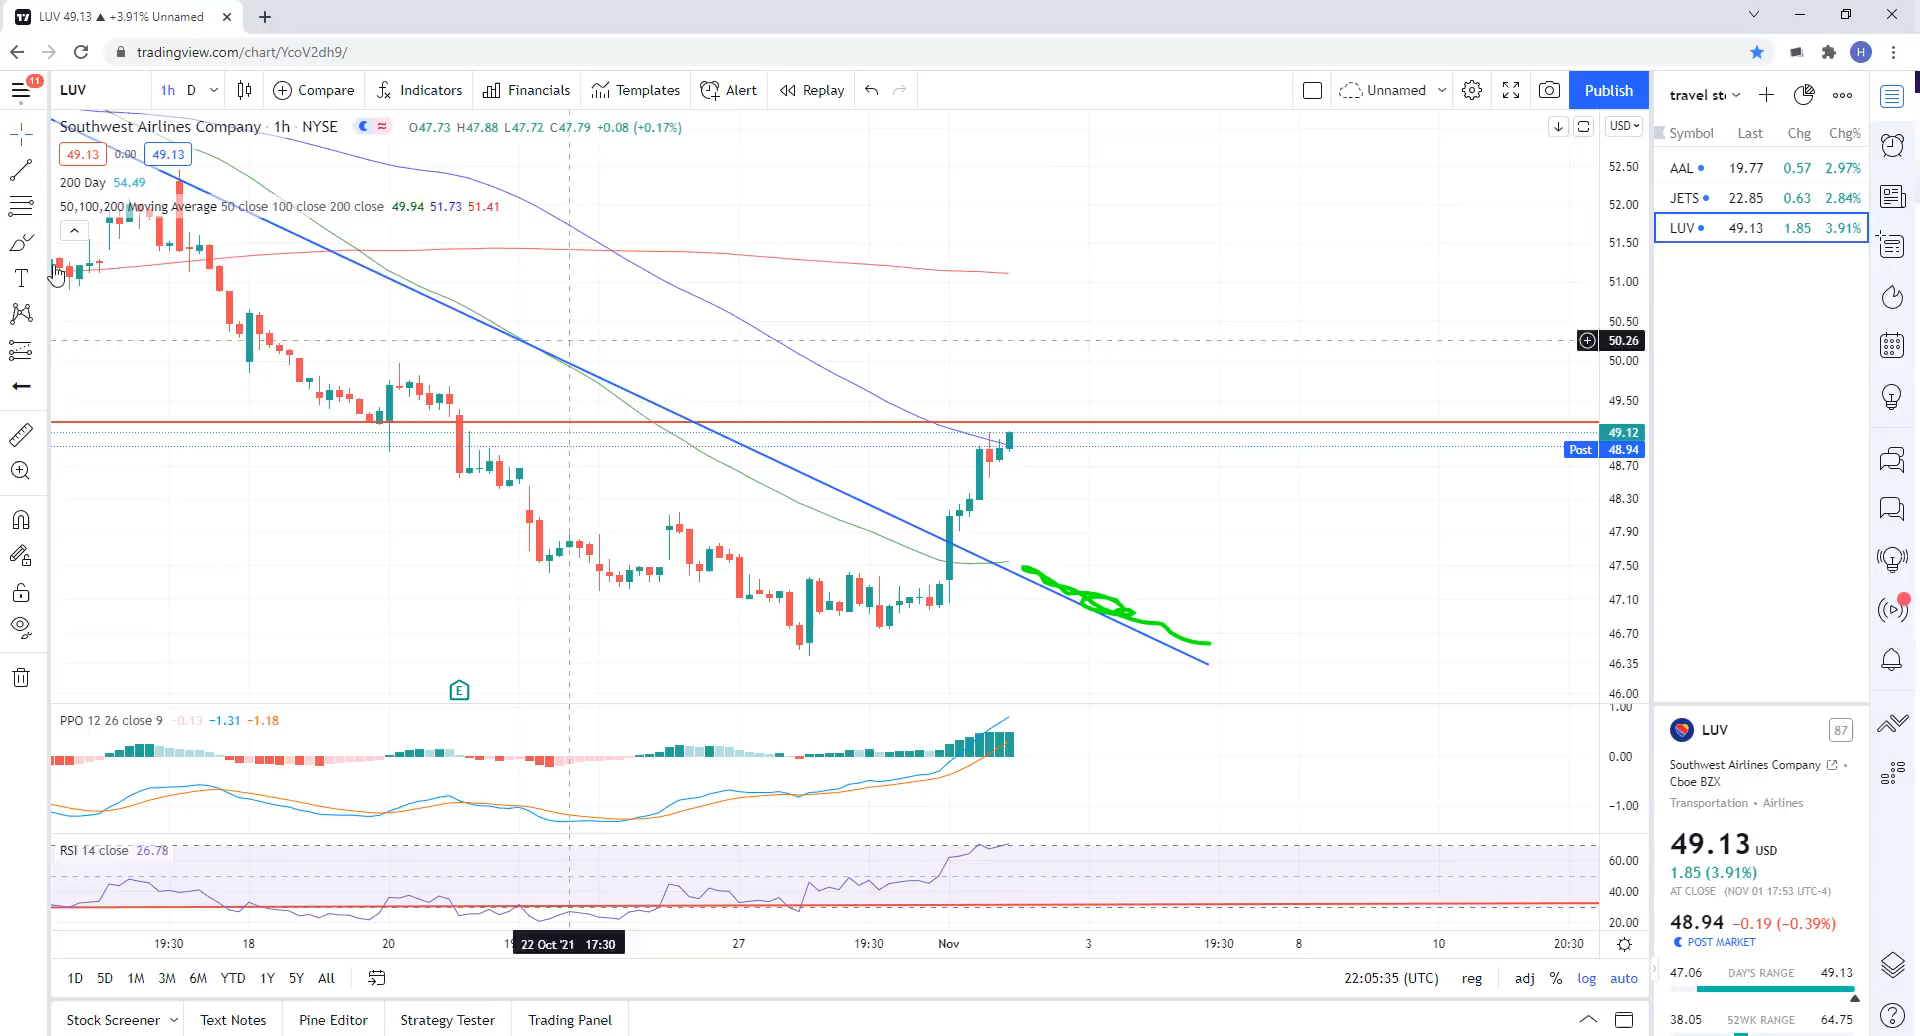 LUV 49.13 ▲ +3.91% Unnamed
tradingview.com/chart/YcoV2dh9/
H
11
LUV 1h D Compare Indicators Financials Templates Alert Replay Unnamed Publish
travel st
Southwest Airlines Company · 1h · NYSE O47.73 H47.88 L47.72 C47.79 +0.08 (+0.17%)
USD
49.13 0.00 49.13
200 Day 54.49
50,100,200 Moving Average 50 close 100 close 200 close 49.94 51.73 51.41
Symbol Last Chg Chg%
AAL 19.77 0.57 2.97%
JETS 22.85 0.63 2.84%
LUV 49.13 1.85 3.91%
52.50
52.00
51.50
51.00
50.50
50.26
50.00
49.50
49.12
Post 48.94
48.70
48.30
47.90
47.50
47.10
46.70
46.35
46.00
E
PPO 12 26 close 9 −0.13 −1.31 −1.18
1.00
0.00
−1.00
RSI 14 close 26.78
60.00
40.00
20.00
19:30 18 20 22 Oct '21 17:30 27 19:30 Nov 3 19:30 8 10 20:30
1D 5D 1M 3M 6M YTD 1Y 5Y All
22:05:35 (UTC) reg adj % log auto
Stock Screener Text Notes Pine Editor Strategy Tester Trading Panel
LUV 87
Southwest Airlines Company •
Cboe BZX
Transportation • Airlines
49.13 USD
1.85 (3.91%)
AT CLOSE (NOV 01 17:53 UTC-4)
48.94 −0.19 (−0.39%)
POST MARKET
47.06 DAY'S RANGE 49.13
38.05 52WK RANGE 64.75